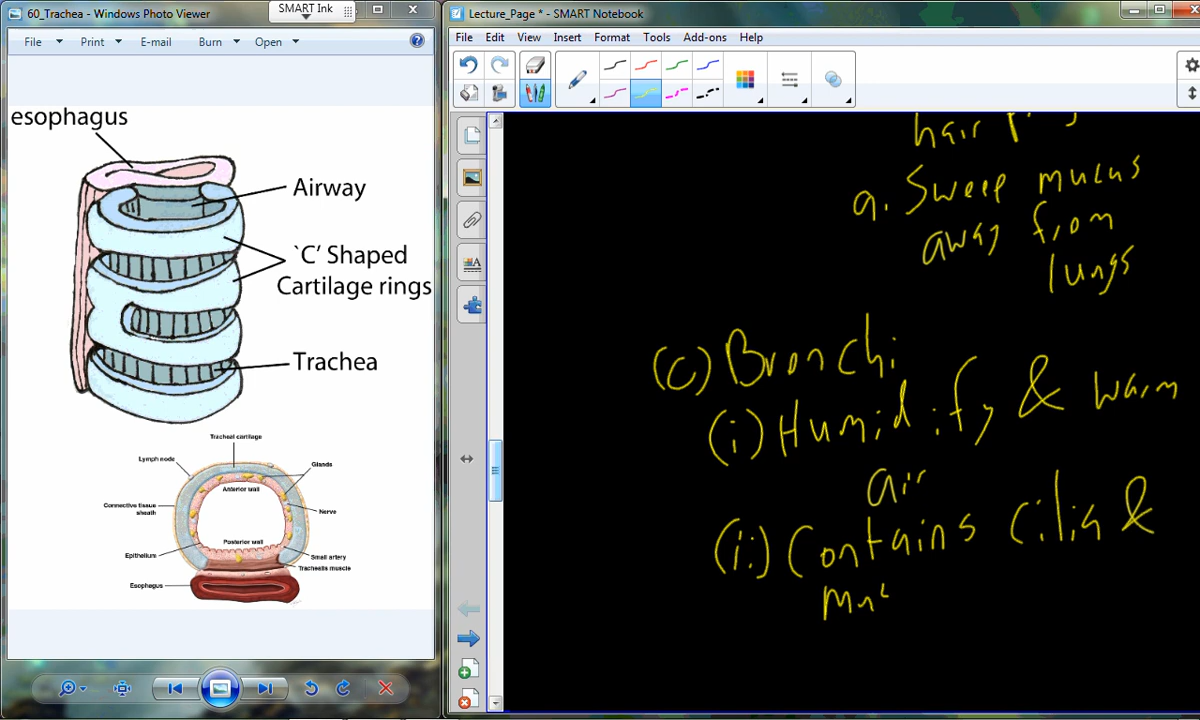 60_Trachea - Windows Photo Viewer
SMART Ink
File Print E-mail Burn Open
esophagus
Airway
`C' Shaped
Cartilage rings
Trachea
Tracheal cartilage
Lymph node
Glands
Anterior wall
Connective tissue
sheath
Nerve
Posterior wall
Epithelium
Small artery
Trachealis muscle
Esophagus
Lecture_Page * - SMART Notebook
File Edit View Insert Format Tools Add-ons Help
hair
a. Sweep mucus
away from
lungs
(c) Bronchi
(i) Humidify & warm
air
(ii) Contains cilia &